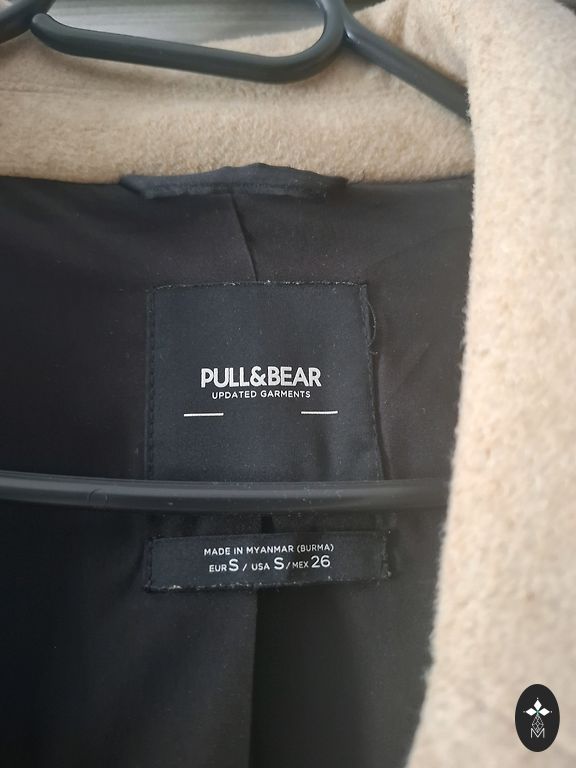 PULL&BEAR
UPDATED GARMENTS
MADE IN MYANMAR (BURMA)
EUR S / USA S / MEX 26
M